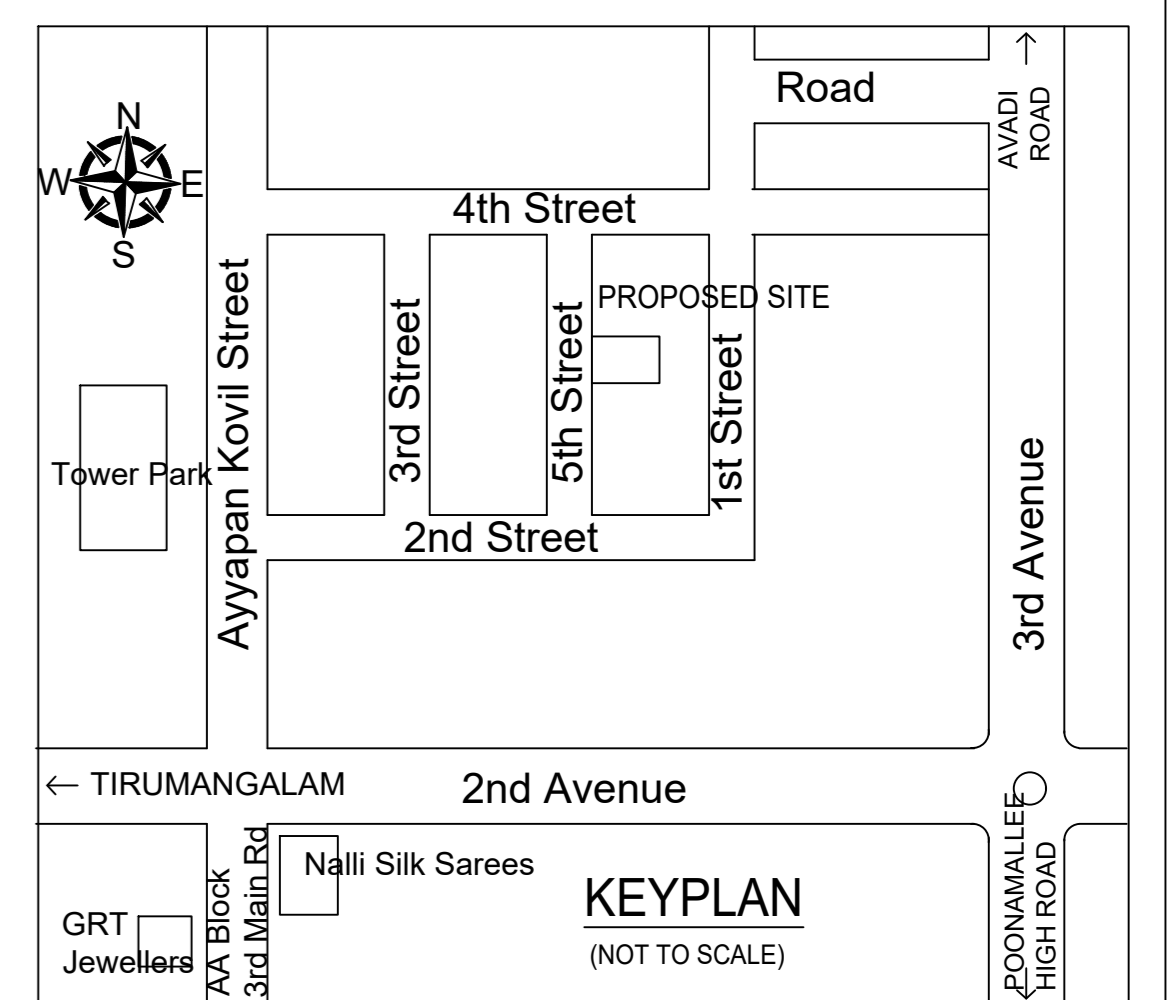 Road
AVADI
ROAD
N
W
E
S
4th Street
PROPOSED SITE
Ayyapan Kovil Street
3rd Street
5th Street
1st Street
Tower Park
2nd Street
3rd Avenue
← TIRUMANGALAM
2nd Avenue
POONAMALLEE
HIGH ROAD
AA Block
3rd Main Rd
Nalli Silk Sarees
GRT
Jewellers
KEYPLAN
(NOT TO SCALE)